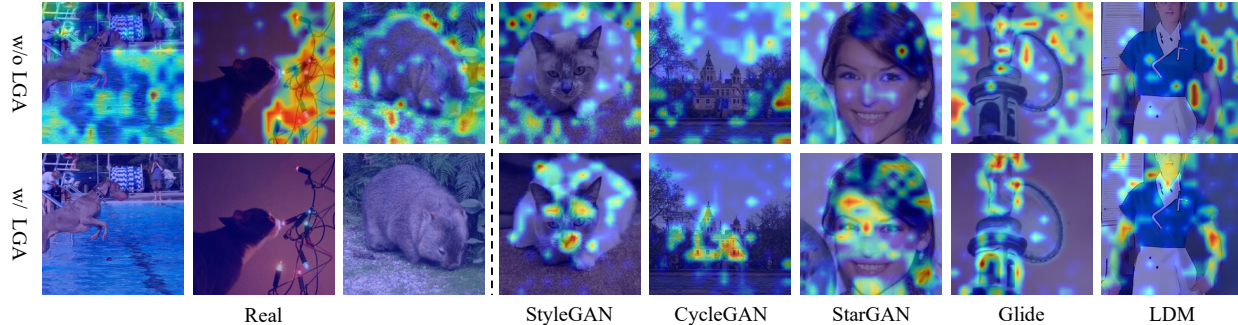 w/o LGA
w/ LGA
Real
StyleGAN
CycleGAN
StarGAN
Glide
LDM